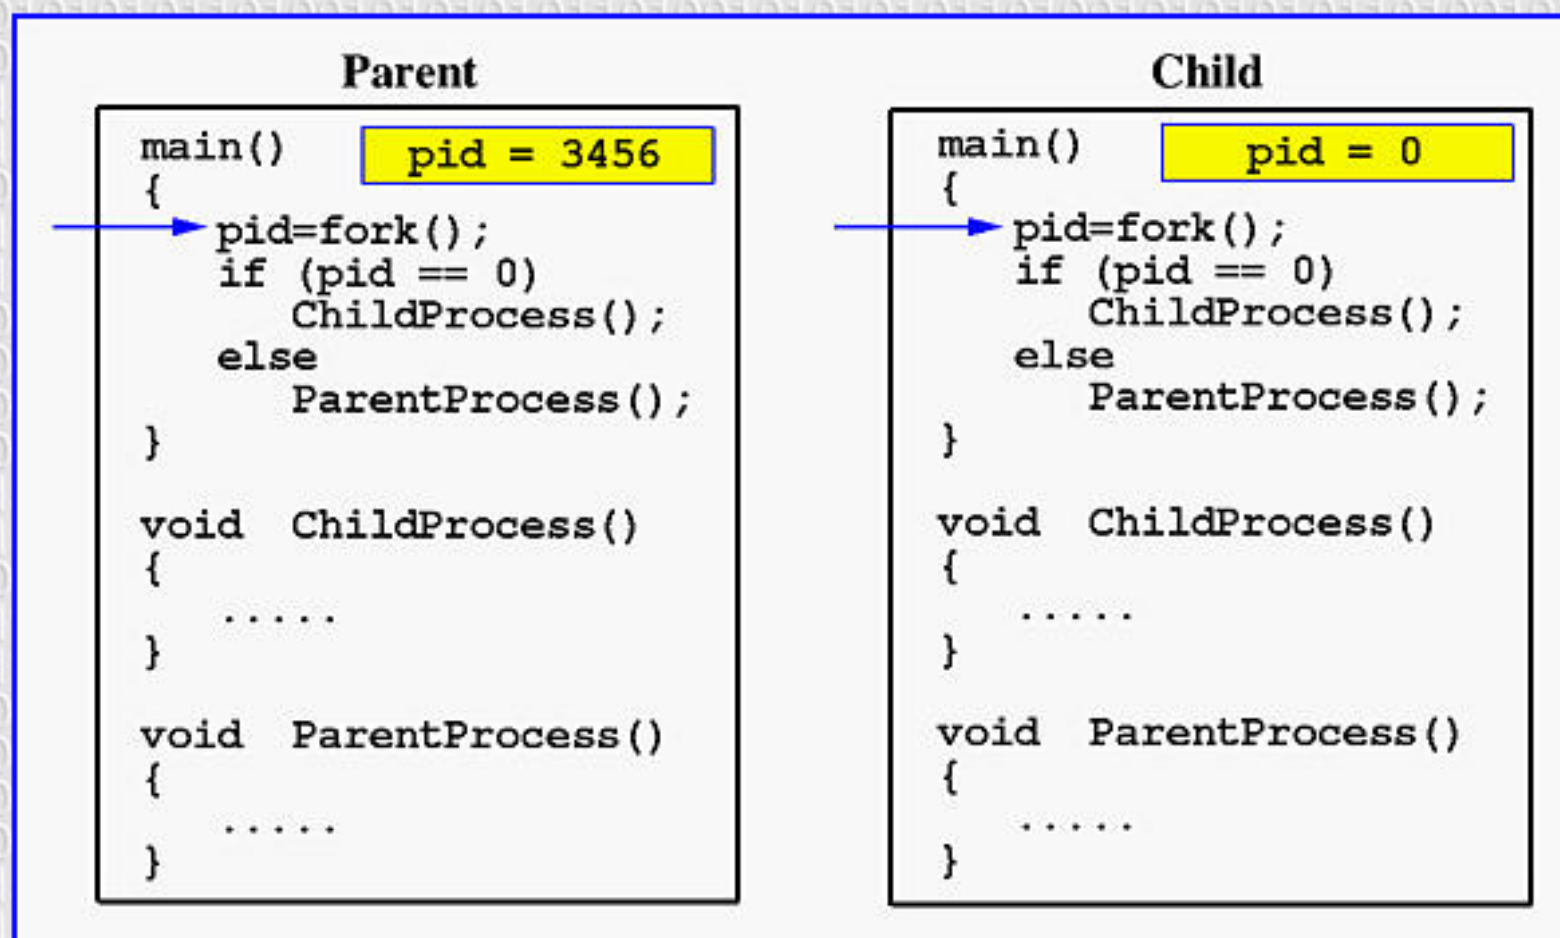 Parent
main()
pid = 3456
{
pid=fork();
if (pid == 0)
ChildProcess();
else
ParentProcess();
}
void  ChildProcess()
{
.....
}
void  ParentProcess()
{
.....
}
Child
main()
pid = 0
{
pid=fork();
if (pid == 0)
ChildProcess();
else
ParentProcess();
}
void  ChildProcess()
{
.....
}
void  ParentProcess()
{
.....
}